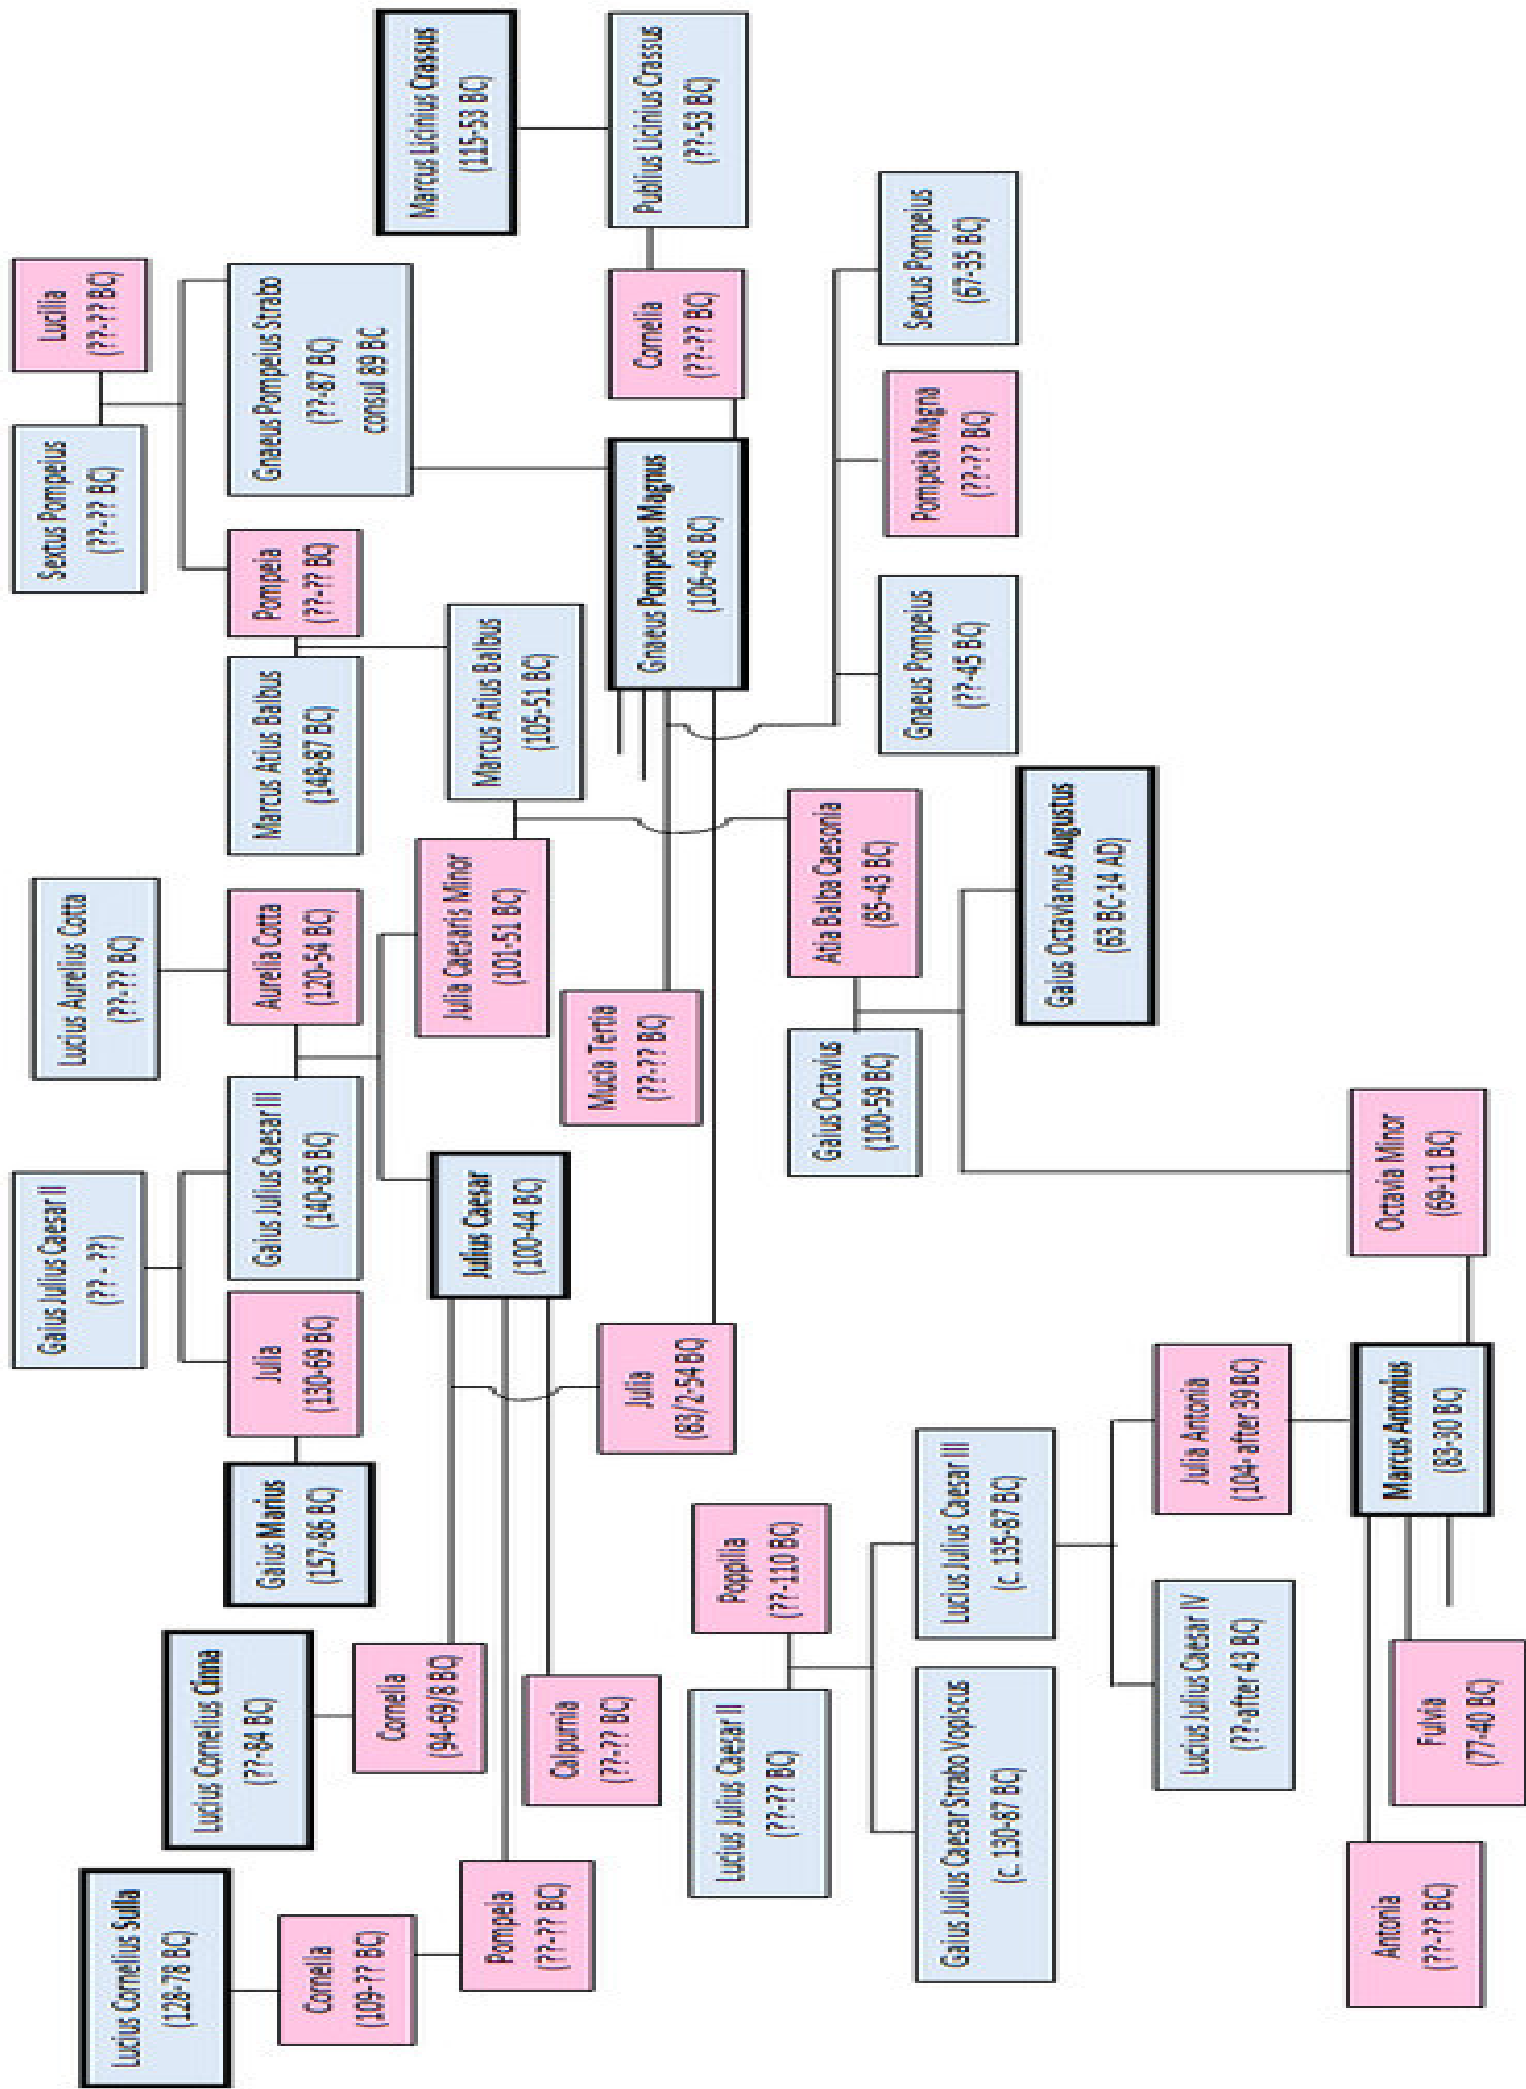 Lucius Cornelius Sulla
(128-78 BC)
Cornelia
(109-?? BC)
Pompeia
(??-?? BC)
Lucius Cornelius Cinna
(??-84 BC)
Cornelia
(94-69/8 BC)
Calpurnia
(??-?? BC)
Gaius Marius
(157-86 BC)
Gaius Julius Caesar II
(?? - ??)
Julia
(130-69 BC)
Gaius Julius Caesar III
(140-85 BC)
Lucius Aurelius Cotta
(??-?? BC)
Aurelia Cotta
(120-54 BC)
Julius Caesar
(100-44 BC)
Julia Caesaris Minor
(101-51 BC)
Julia
(83/2-54 BC)
Mucia Tertia
(??-?? BC)
Sextus Pompeius
(??-?? BC)
Lucilia
(??-?? BC)
Marcus Atius Balbus
(148-87 BC)
Pompeia
(??-?? BC)
Gnaeus Pompeius Strabo
(??-87 BC)
consul 89 BC
Marcus Atius Balbus
(105-51 BC)
Gnaeus Pompeius Magnus
(106-48 BC)
Cornelia
(??-?? BC)
Marcus Licinius Crassus
(115-53 BC)
Publius Licinius Crassus
(??-53 BC)
Gnaeus Pompeius
(??-45 BC)
Pompeia Magna
(??-?? BC)
Sextus Pompeius
(67-35 BC)
Gaius Octavius
(100-59 BC)
Atia Balba Caesonia
(85-43 BC)
Gaius Octavianus Augustus
(63 BC-14 AD)
Octavia Minor
(69-11 BC)
Lucius Julius Caesar II
(??-?? BC)
Poppilia
(??-110 BC)
Gaius Julius Caesar Strabo Vopiscus
(c. 130-87 BC)
Lucius Julius Caesar III
(c. 135-87 BC)
Lucius Julius Caesar IV
(??-after 43 BC)
Julia Antonia
(104- after 39 BC)
Marcus Antonius
(83-30 BC)
Antonia
(??-?? BC)
Fulvia
(77-40 BC)